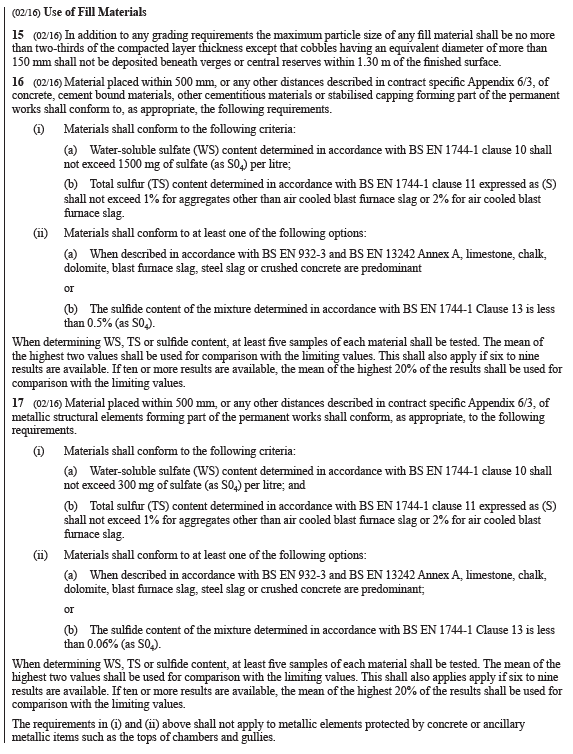 (02/16) Use of Fill Materials
15 (02/16) In addition to any grading requirements the maximum particle size of any fill material shall be no more
than two-thirds of the compacted layer thickness except that cobbles having an equivalent diameter of more than
150 mm shall not be deposited beneath verges or central reserves within 1.30 m of the finished surface.
16 (02/16) Material placed within 500 mm, or any other distances described in contract specific Appendix 6/3, of
concrete, cement bound materials, other cementitious materials or stabilised capping forming part of the permanent
works shall conform to, as appropriate, the following requirements.
(i) Materials shall conform to the following criteria:
(a) Water-soluble sulfate (WS) content determined in accordance with BS EN 1744-1 clause 10 shall
not exceed 1500 mg of sulfate (as S0₄) per litre;
(b) Total sulfur (TS) content determined in accordance with BS EN 1744-1 clause 11 expressed as (S)
shall not exceed 1% for aggregates other than air cooled blast furnace slag or 2% for air cooled blast
furnace slag.
(ii) Materials shall conform to at least one of the following options:
(a) When described in accordance with BS EN 932-3 and BS EN 13242 Annex A, limestone, chalk,
dolomite, blast furnace slag, steel slag or crushed concrete are predominant
or
(b) The sulfide content of the mixture determined in accordance with BS EN 1744-1 Clause 13 is less
than 0.5% (as S0₄).
When determining WS, TS or sulfide content, at least five samples of each material shall be tested. The mean of
the highest two values shall be used for comparison with the limiting values. This shall also apply if six to nine
results are available. If ten or more results are available, the mean of the highest 20% of the results shall be used for
comparison with the limiting values.
17 (02/16) Material placed within 500 mm, or any other distances described in contract specific Appendix 6/3, of
metallic structural elements forming part of the permanent works shall conform, as appropriate, to the following
requirements.
(i) Materials shall conform to the following criteria:
(a) Water-soluble sulfate (WS) content determined in accordance with BS EN 1744-1 clause 10 shall
not exceed 300 mg of sulfate (as S0₄) per litre; and
(b) Total sulfur (TS) content determined in accordance with BS EN 1744-1 clause 11 expressed as (S)
shall not exceed 1% for aggregates other than air cooled blast furnace slag or 2% for air cooled blast
furnace slag.
(ii) Materials shall conform to at least one of the following options:
(a) When described in accordance with BS EN 932-3 and BS EN 13242 Annex A, limestone, chalk,
dolomite, blast furnace slag, steel slag or crushed concrete are predominant;
or
(b) The sulfide content of the mixture determined in accordance with BS EN 1744-1 Clause 13 is less
than 0.06% (as S0₄).
When determining WS, TS or sulfide content, at least five samples of each material shall be tested. The mean of the
highest two values shall be used for comparison with the limiting values. This shall also applies apply if six to nine
results are available. If ten or more results are available, the mean of the highest 20% of the results shall be used for
comparison with the limiting values.
The requirements in (i) and (ii) above shall not apply to metallic elements protected by concrete or ancillary
metallic items such as the tops of chambers and gullies.